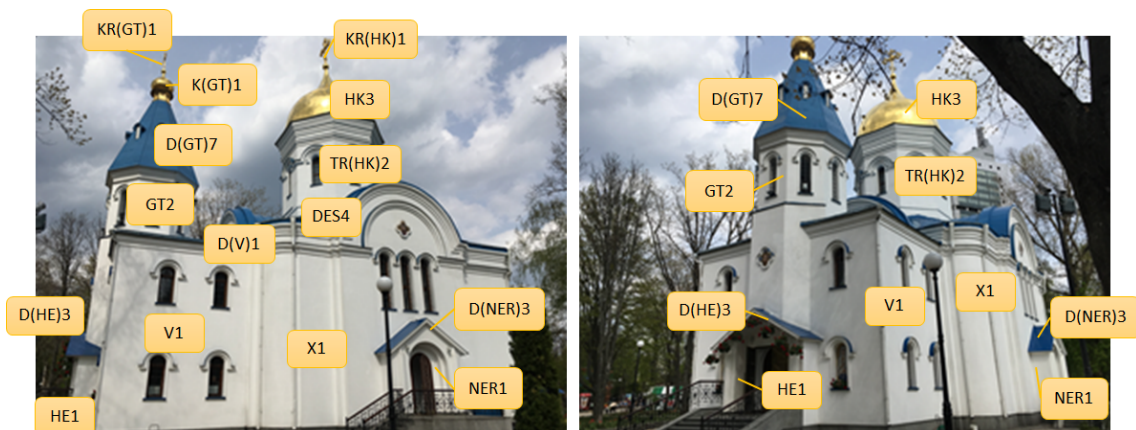 KR(GT)1
KR(HK)1
K(GT)1
HK3
D(GT)7
TR(HK)2
GT2
DES4
D(V)1
D(HE)3
D(NER)3
V1
X1
NER1
HE1
D(GT)7
HK3
GT2
TR(HK)2
X1
V1
D(HE)3
D(NER)3
HE1
NER1